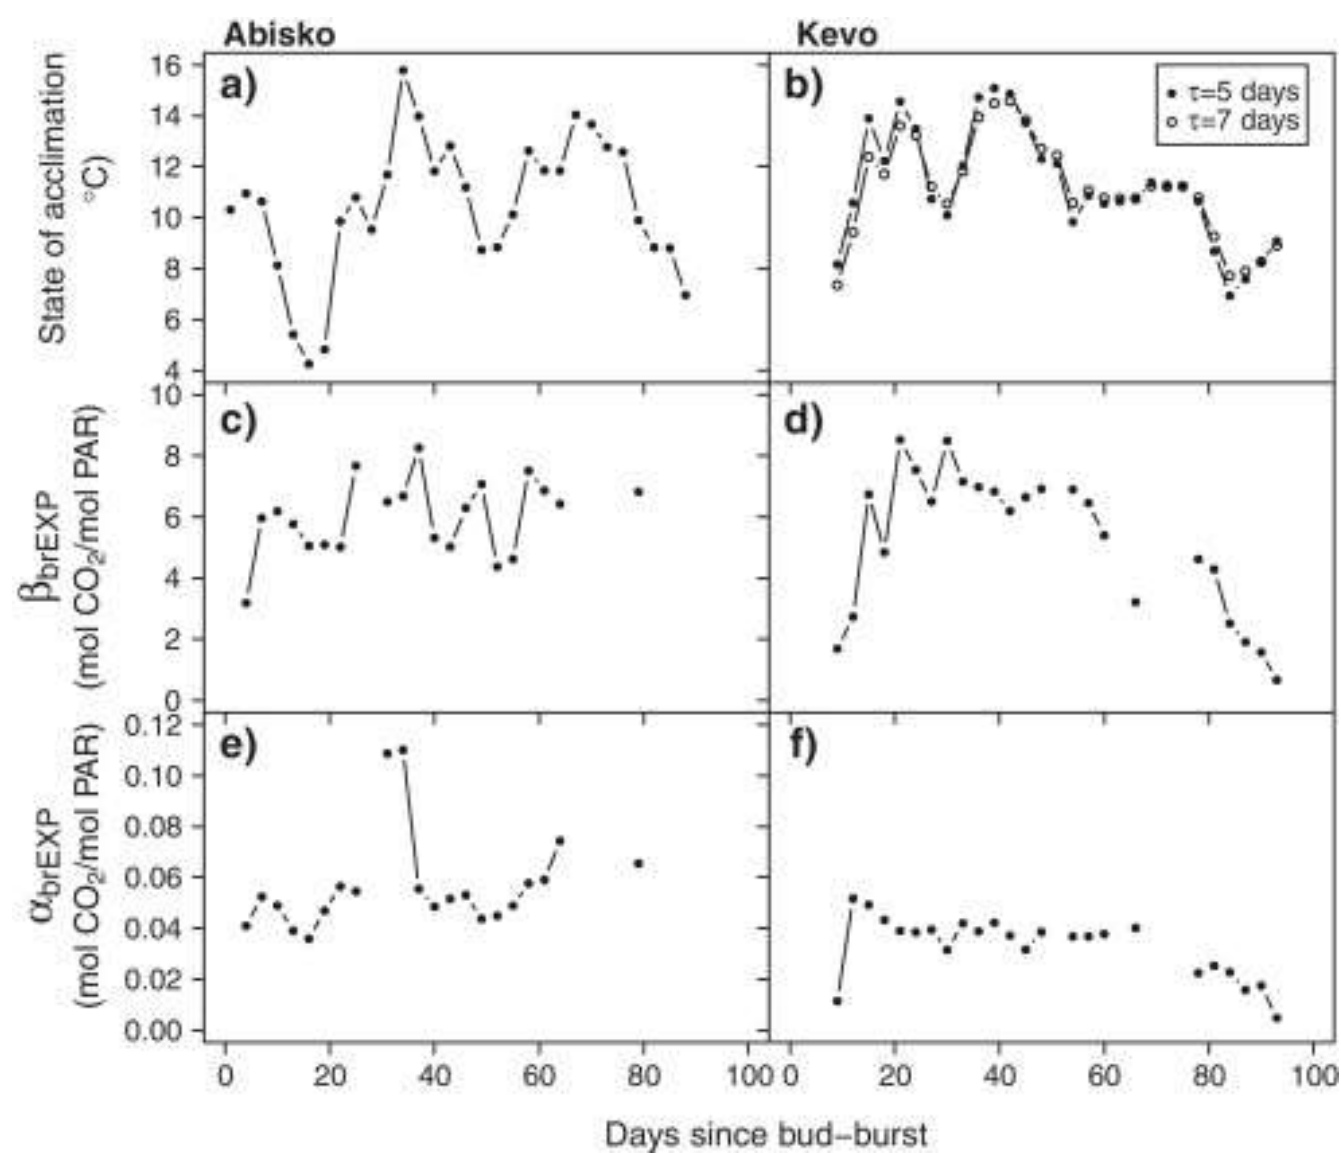 Abisko Kevo
a) b)
τ=5 days
τ=7 days
State of acclimation
°C)
16
14
12
10
8
6
4
c) d)
βbrEXP
(mol CO2/mol PAR)
10
8
6
4
2
0
e) f)
αbrEXP
(mol CO2/mol PAR)
0.12
0.10
0.08
0.06
0.04
0.02
0.00
0 20 40 60 80 100 0 20 40 60 80 100
Days since bud−burst